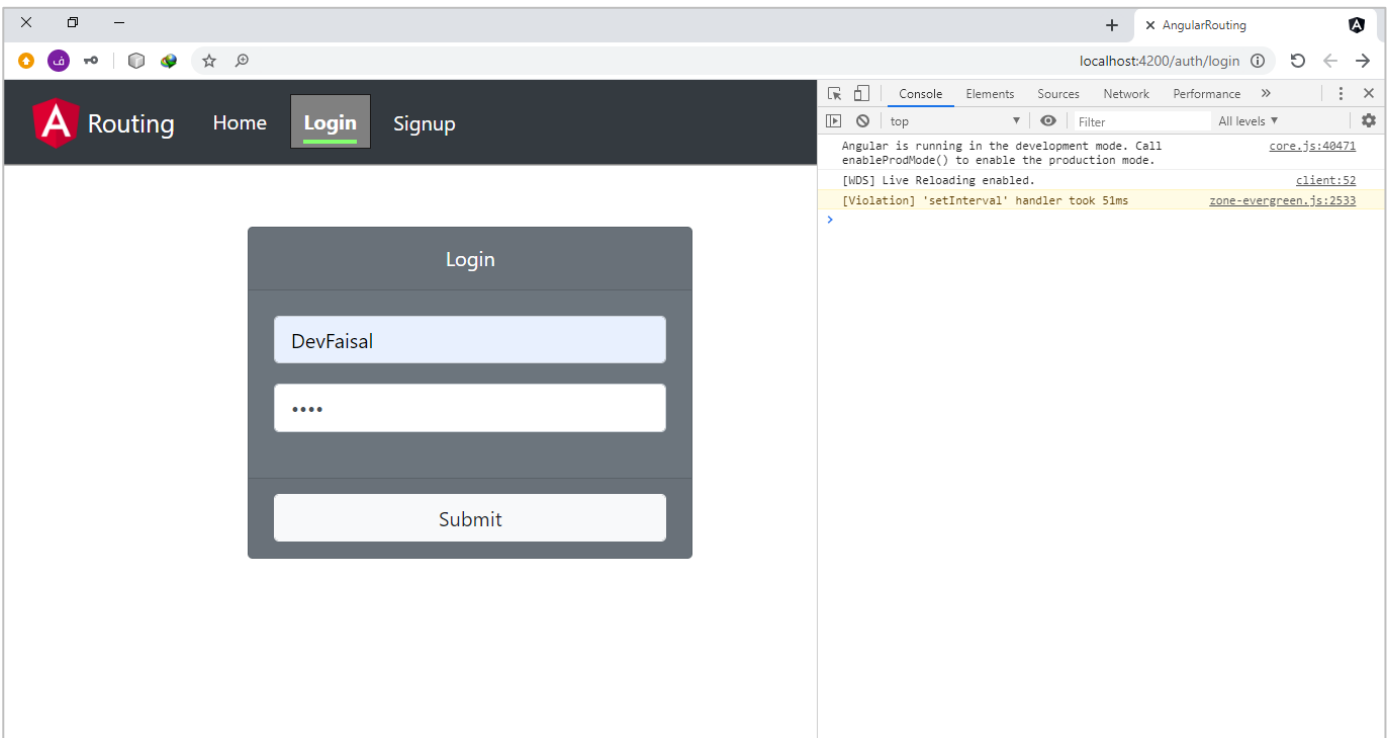 AngularRouting
localhost:4200/auth/login
ف
A Routing Home Login Signup
Login
DevFaisal
••••
Submit
Console Elements Sources Network Performance »
top Filter All levels
Angular is running in the development mode. Call core.js:40471
enableProdMode() to enable the production mode.
[WDS] Live Reloading enabled. client:52
[Violation] 'setInterval' handler took 51ms zone-evergreen.js:2533
>